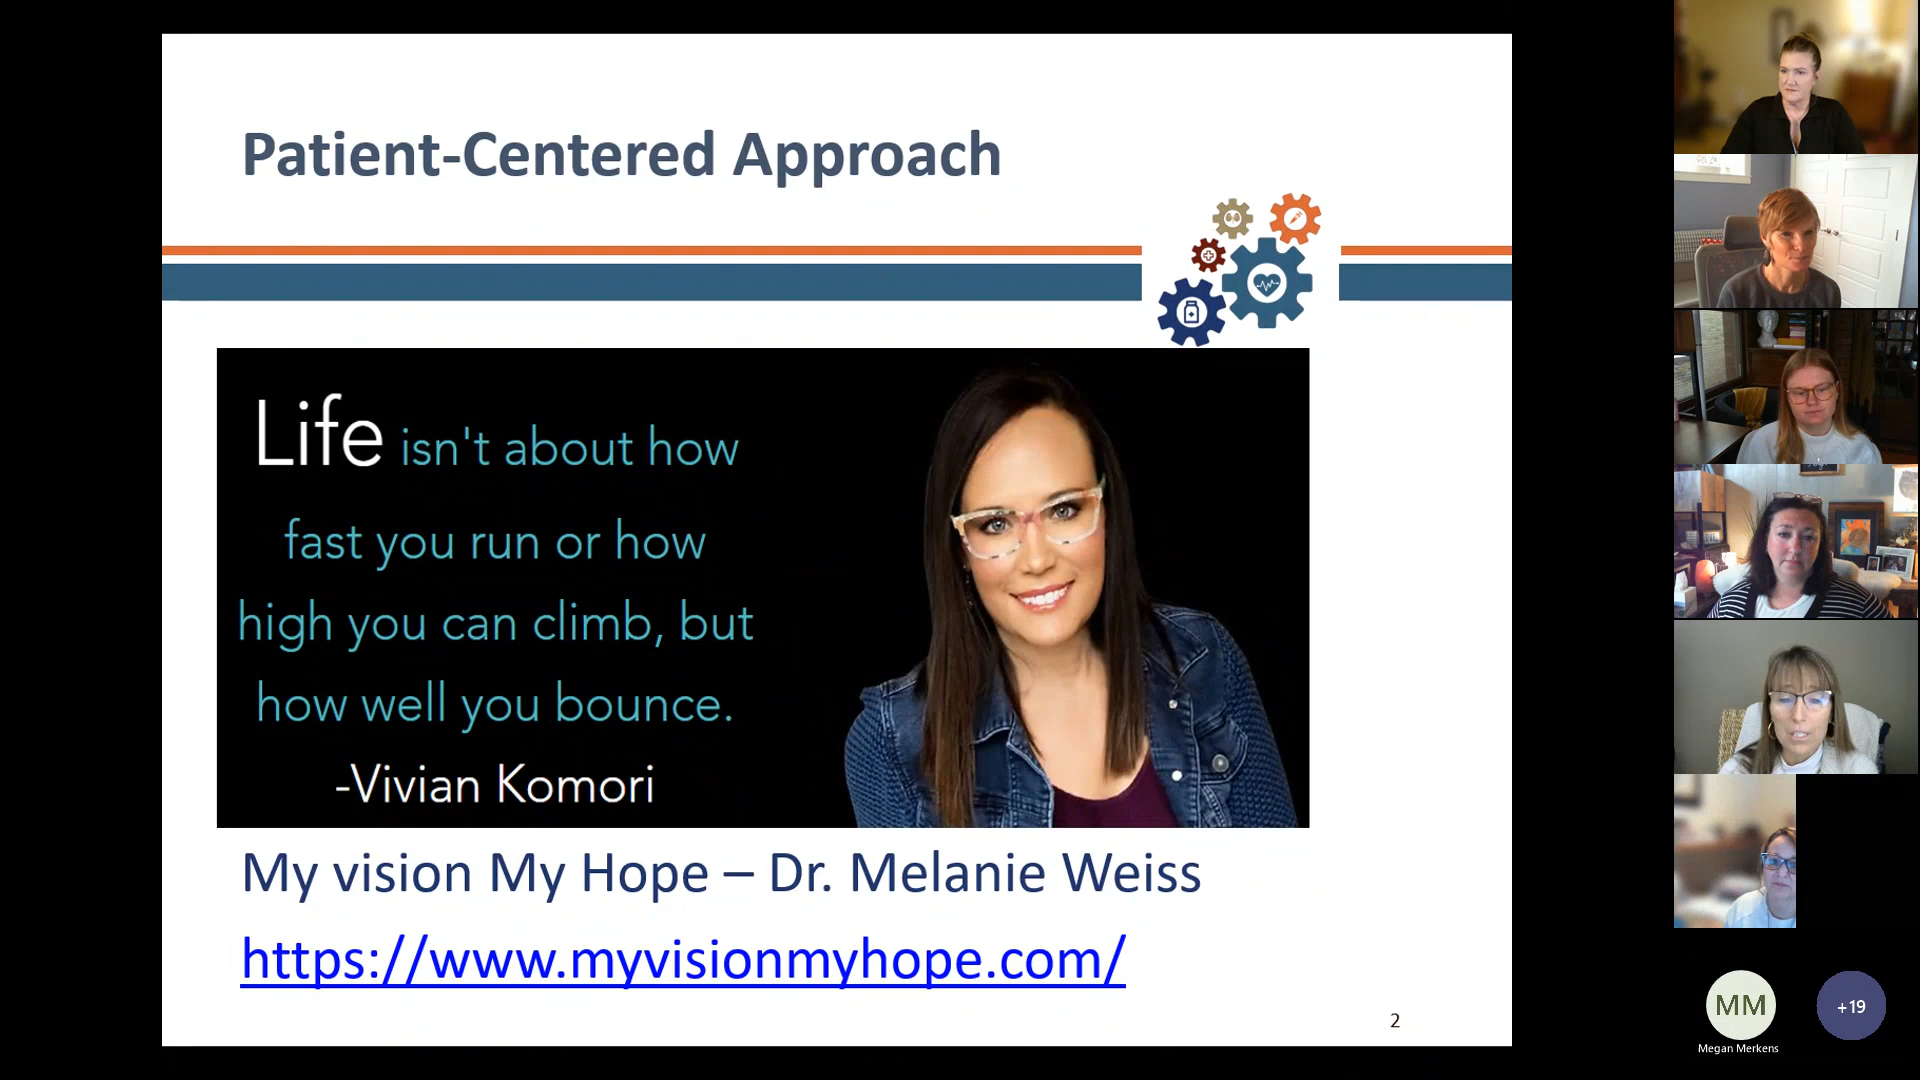 Patient-Centered Approach
Life isn't about how
fast you run or how
high you can climb, but
how well you bounce.
-Vivian Komori
My vision My Hope – Dr. Melanie Weiss
https://www.myvisionmyhope.com/
2
MM
+19
Megan Merkens